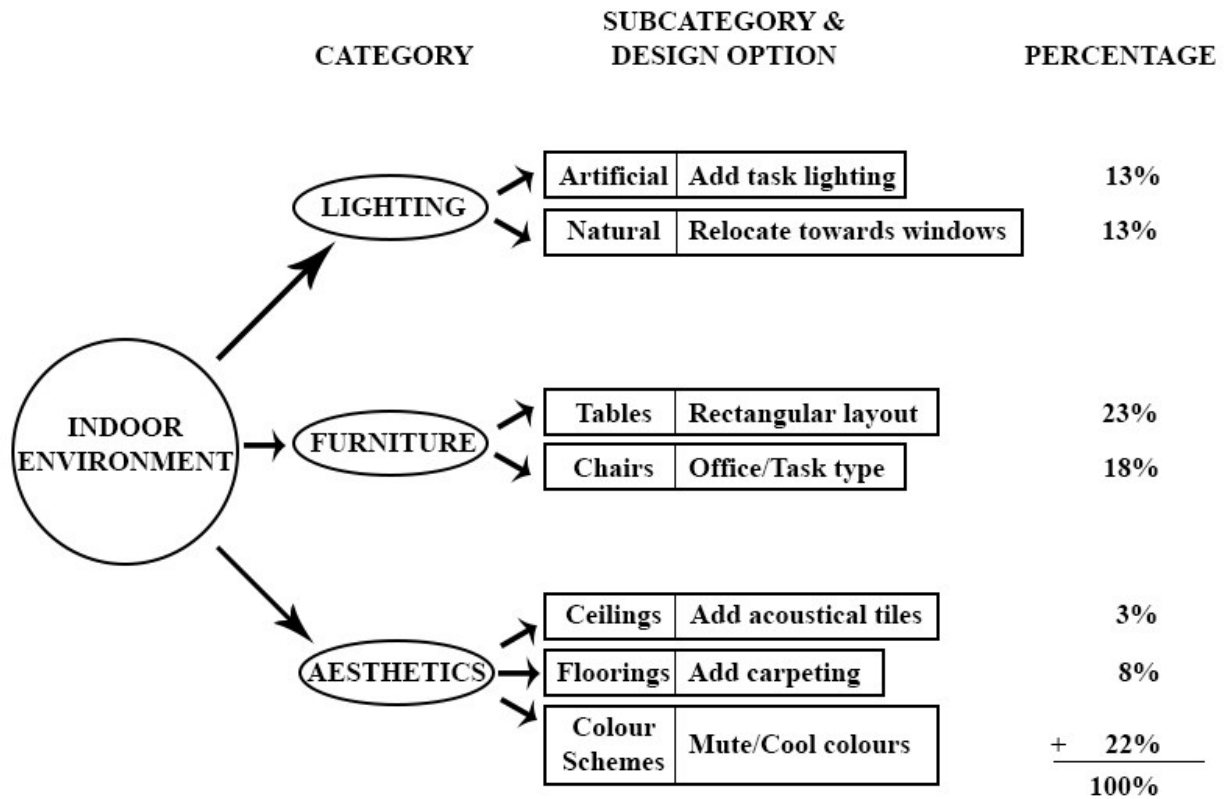 CATEGORY
SUBCATEGORY &
DESIGN OPTION
PERCENTAGE
INDOOR
ENVIRONMENT
LIGHTING
Artificial Add task lighting 13%
Natural Relocate towards windows 13%
FURNITURE
Tables Rectangular layout 23%
Chairs Office/Task type 18%
AESTHETICS
Ceilings Add acoustical tiles 3%
Floorings Add carpeting 8%
Colour
Schemes
Mute/Cool colours + 22%
100%